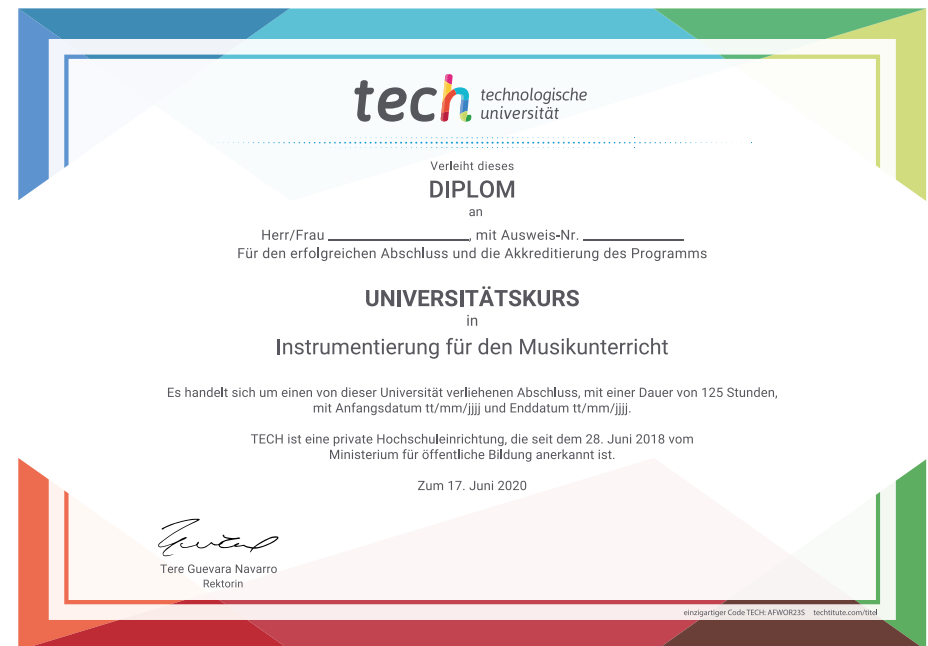 tech technologische
universität
Verleiht dieses
DIPLOM
an
Herr/Frau ____________________, mit Ausweis-Nr. ______________
Für den erfolgreichen Abschluss und die Akkreditierung des Programms
UNIVERSITÄTSKURS
in
Instrumentierung für den Musikunterricht
Es handelt sich um einen von dieser Universität verliehenen Abschluss, mit einer Dauer von 125 Stunden,
mit Anfangsdatum tt/mm/jjjj und Enddatum tt/mm/jjjj.
TECH ist eine private Hochschuleinrichtung, die seit dem 28. Juni 2018 vom
Ministerium für öffentliche Bildung anerkannt ist.
Zum 17. Juni 2020
Tere Guevara Navarro
Rektorin
einzigartiger Code TECH: AFWOR23S techtitute.com/titel